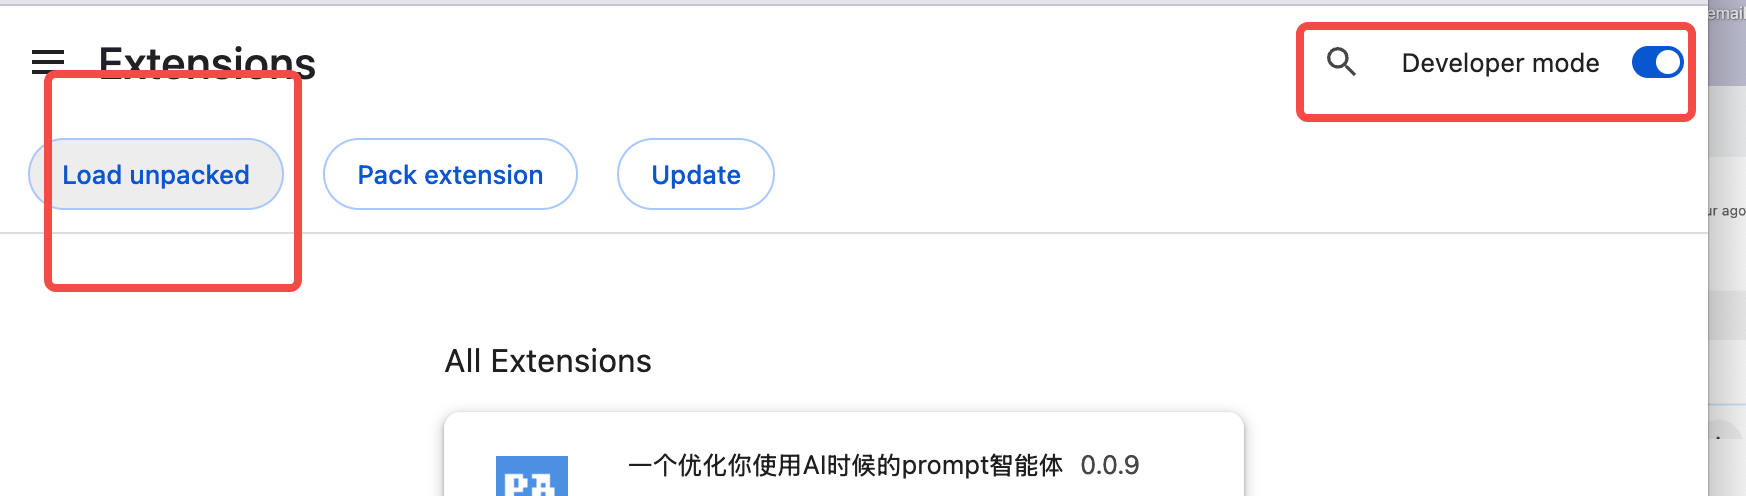 Extensions
Developer mode
Load unpacked
Pack extension
Update
All Extensions
一个优化你使用AI时候的prompt智能体 0.0.9
PA
email
ur ago